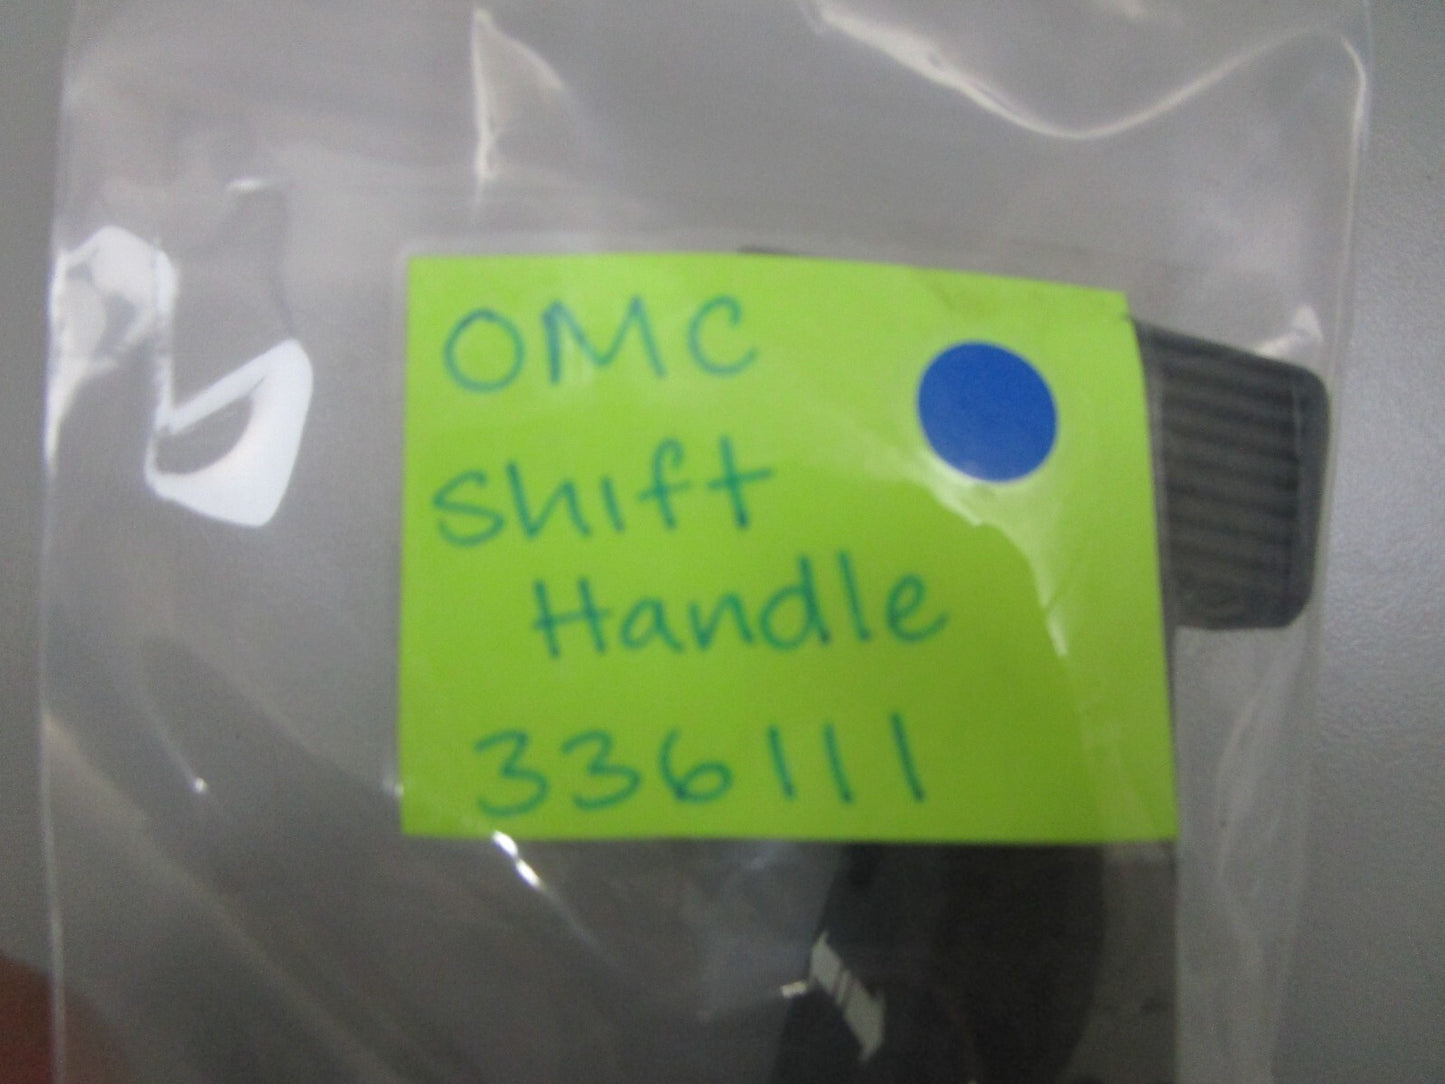 OMC
Shift
Handle
336111